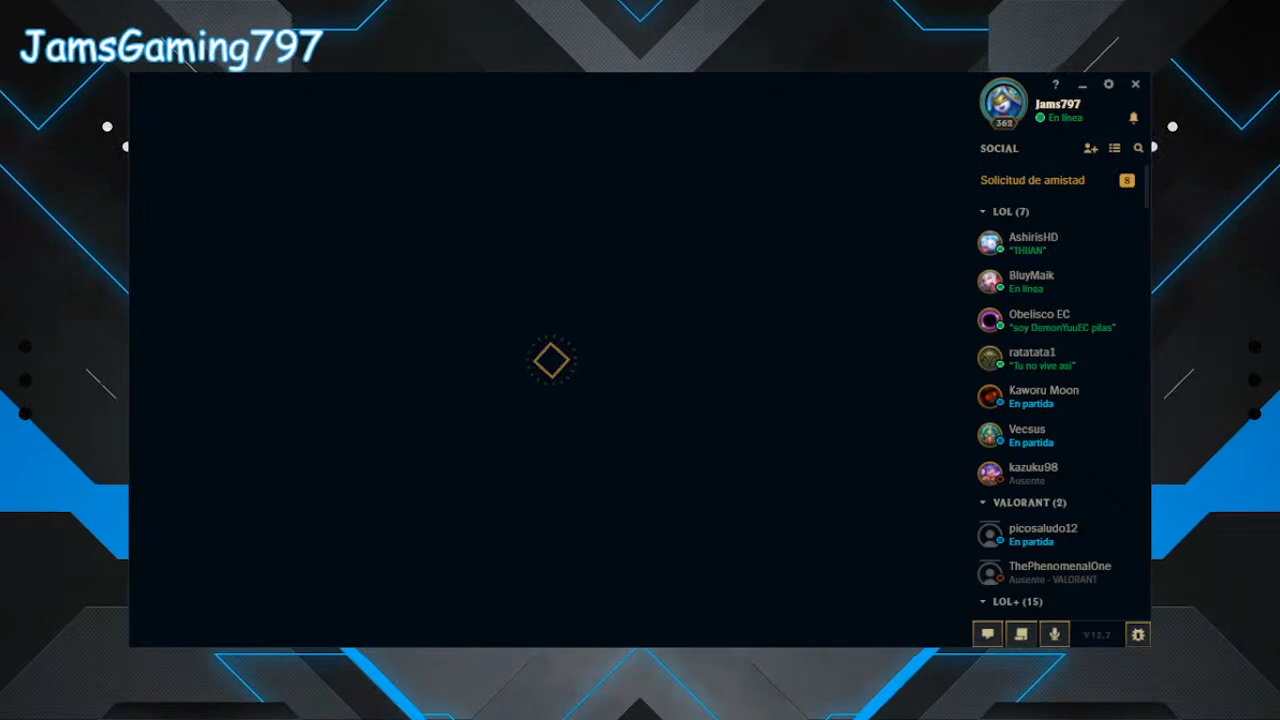 JamsGaming797
?
Jams797
362
En línea
SOCIAL
Solicitud de amistad 8
LOL (7)
AshirisHD
"THIIAN"
BluyMaik
En línea
Obelisco EC
"soy DemonYuuEC pilas"
ratatata1
"Tu no vive asi"
Kaworu Moon
En partida
Vecsus
En partida
kazuku98
Ausente
VALORANT (2)
picosaludo12
En partida
ThePhenomenalOne
Ausente - VALORANT
LOL+ (15)
V12.7